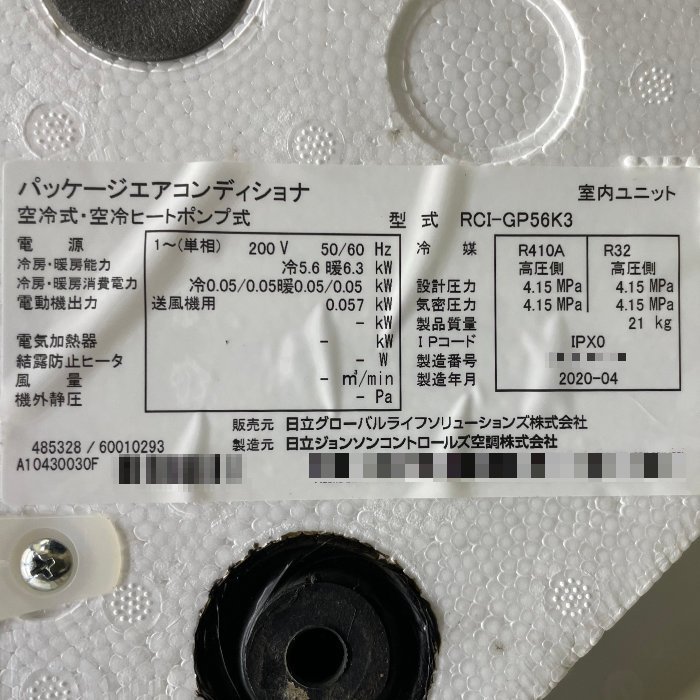 パッケージエアコンディショナ 室内ユニット
空冷式・空冷ヒートポンプ式 型 式 RCI-GP56K3
電 源 1～(単相) 200 V 50/60 Hz
冷房・暖房能力 冷5.6 暖6.3 kW
冷房・暖房消費電力 冷0.05/0.05暖0.05/0.05 kW
電動機出力 送風機用 0.057 kW
- kW
電気加熱器 - kW
結露防止ヒータ - W
風 量 - ㎥/min
機外静圧 - Pa
冷 媒 R410A R32
高圧側 高圧側
設計圧力 4.15 MPa 4.15 MPa
気密圧力 4.15 MPa 4.15 MPa
製品質量 21 kg
IPコード IPX0
製造番号
製造年月 2020-04
販売元 日立グローバルライフソリューションズ株式会社
485328 / 60010293 製造元 日立ジョンソンコントロールズ空調株式会社
A10430030F